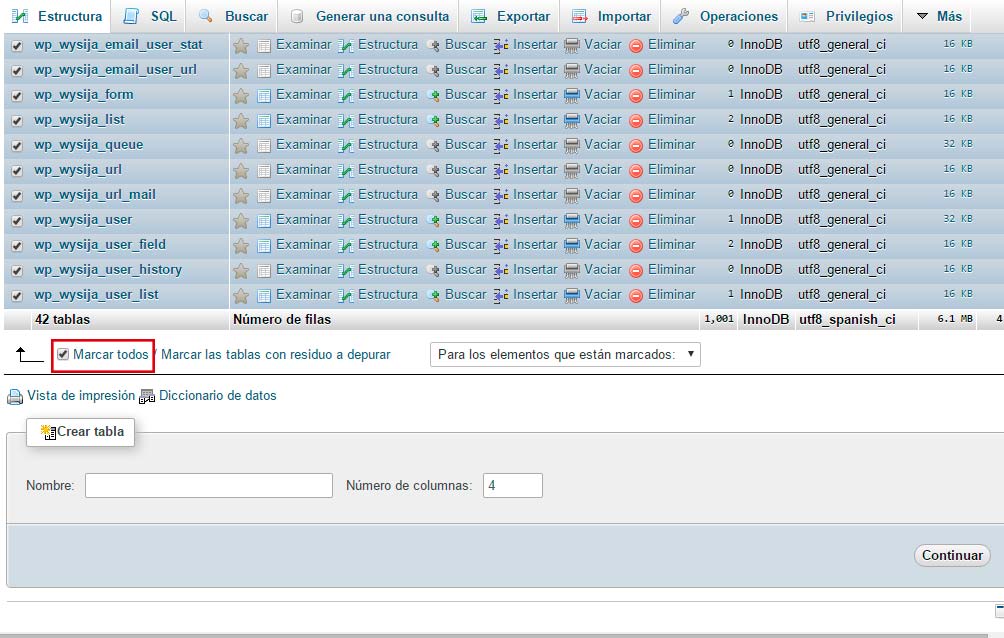 Estructura SQL Buscar Generar una consulta Exportar Importar Operaciones Privilegios Más
wp_wysija_email_user_stat Examinar Estructura Buscar Insertar Vaciar Eliminar 0 InnoDB utf8_general_ci 16 KB
wp_wysija_email_user_url Examinar Estructura Buscar Insertar Vaciar Eliminar 0 InnoDB utf8_general_ci 16 KB
wp_wysija_form Examinar Estructura Buscar Insertar Vaciar Eliminar 1 InnoDB utf8_general_ci 16 KB
wp_wysija_list Examinar Estructura Buscar Insertar Vaciar Eliminar 2 InnoDB utf8_general_ci 16 KB
wp_wysija_queue Examinar Estructura Buscar Insertar Vaciar Eliminar 0 InnoDB utf8_general_ci 32 KB
wp_wysija_url Examinar Estructura Buscar Insertar Vaciar Eliminar 0 InnoDB utf8_general_ci 16 KB
wp_wysija_url_mail Examinar Estructura Buscar Insertar Vaciar Eliminar 0 InnoDB utf8_general_ci 16 KB
wp_wysija_user Examinar Estructura Buscar Insertar Vaciar Eliminar 1 InnoDB utf8_general_ci 32 KB
wp_wysija_user_field Examinar Estructura Buscar Insertar Vaciar Eliminar 2 InnoDB utf8_general_ci 16 KB
wp_wysija_user_history Examinar Estructura Buscar Insertar Vaciar Eliminar 0 InnoDB utf8_general_ci 16 KB
wp_wysija_user_list Examinar Estructura Buscar Insertar Vaciar Eliminar 1 InnoDB utf8_general_ci 16 KB
42 tablas Número de filas 1,001 InnoDB utf8_spanish_ci 6.1 MB 4
Marcar todos / Marcar las tablas con residuo a depurar Para los elementos que están marcados:
Vista de impresión Diccionario de datos
Crear tabla
Nombre: Número de columnas: 4
Continuar